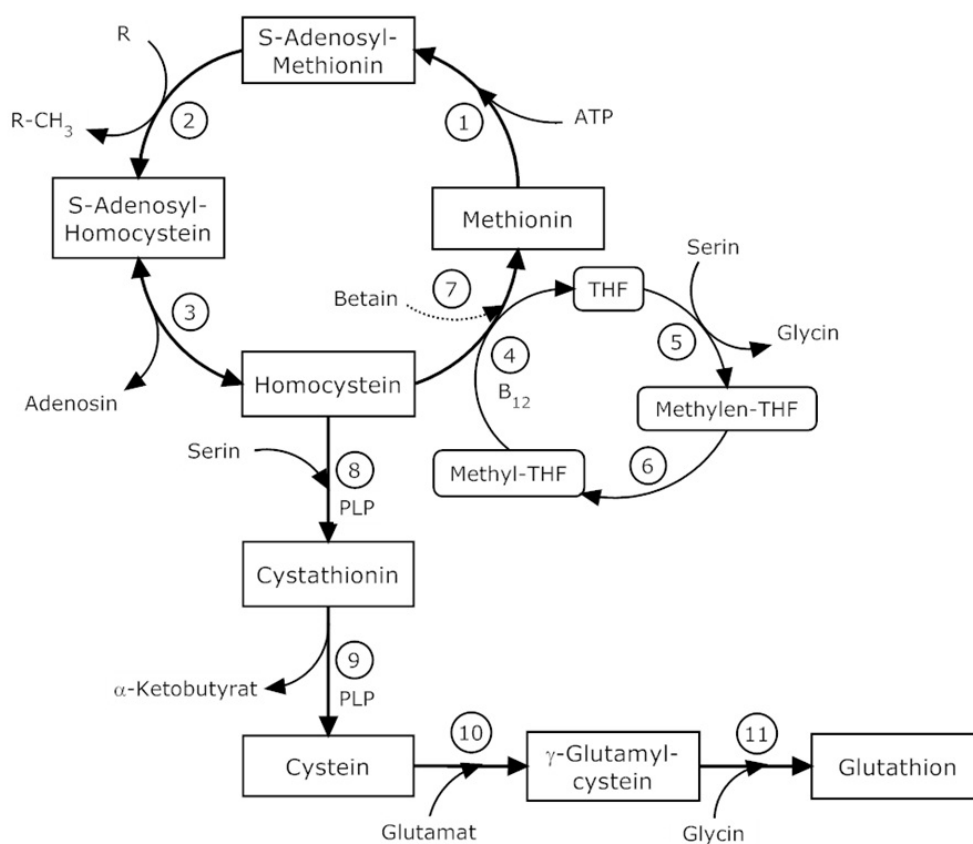 R
S-Adenosyl-
Methionin
R-CH₃
2
1
ATP
S-Adenosyl-
Homocystein
Methionin
Serin
7
THF
Betain
3
5
Glycin
4
Adenosin
Homocystein
B₁₂
Methylen-THF
Serin
8
Methyl-THF
6
PLP
Cystathionin
9
α-Ketobutyrat
PLP
10
11
Cystein
γ-Glutamyl-
cystein
Glutathion
Glutamat
Glycin